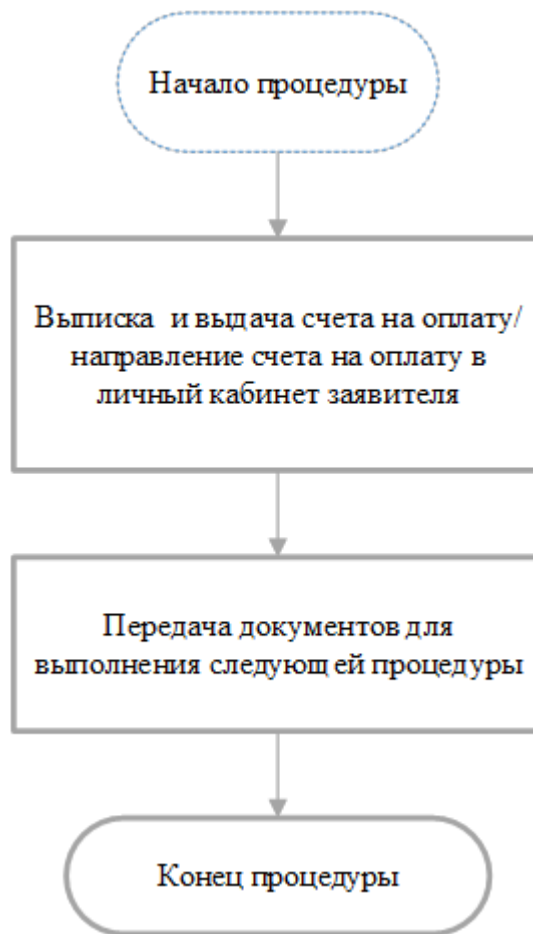 Начало процедуры
Выписка и выдача счета на оплату/
направление счета на оплату в
личный кабинет заявителя
Передача документов для
выполнения следующей процедуры
Конец процедуры